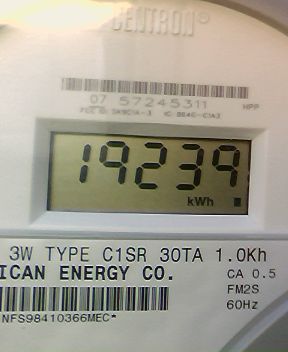 CENTRON®
07 57245311
HPP
19239
kWh
3W TYPE C1SR 30TA 1.0Kh
ICAN ENERGY CO.
CA 0.5
FM2S
60Hz
NFS98410366MEC*